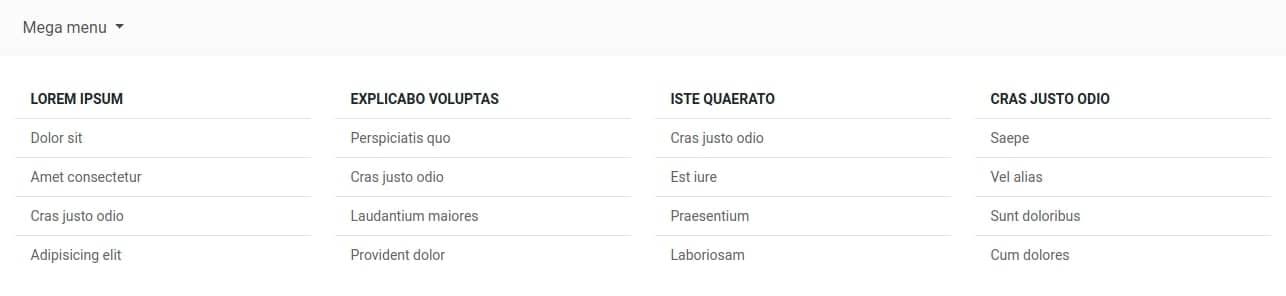 Mega menu
LOREM IPSUM
Dolor sit
Amet consectetur
Cras justo odio
Adipisicing elit
EXPLICABO VOLUPTAS
Perspiciatis quo
Cras justo odio
Laudantium maiores
Provident dolor
ISTE QUAERATO
Cras justo odio
Est iure
Praesentium
Laboriosam
CRAS JUSTO ODIO
Saepe
Vel alias
Sunt doloribus
Cum dolores